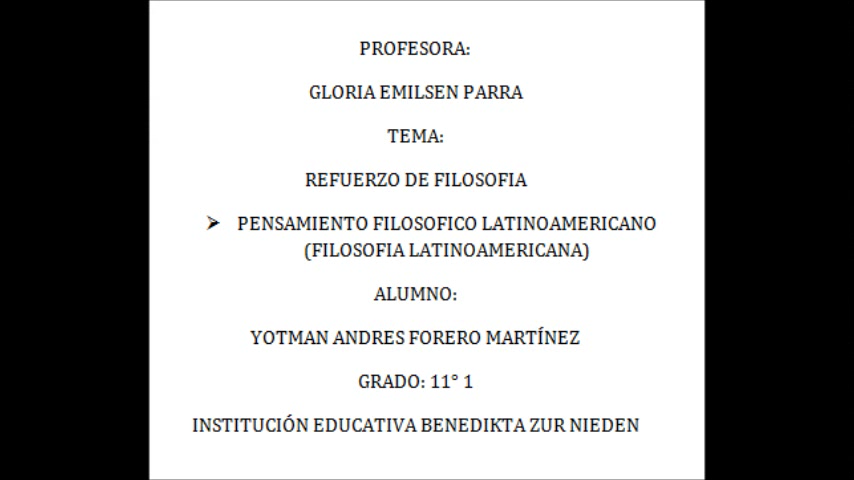 PROFESORA:
GLORIA EMILSEN PARRA
TEMA:
REFUERZO DE FILOSOFIA
➢ PENSAMIENTO FILOSOFICO LATINOAMERICANO
(FILOSOFIA LATINOAMERICANA)
ALUMNO:
YOTMAN ANDRES FORERO MARTÍNEZ
GRADO: 11° 1
INSTITUCIÓN EDUCATIVA BENEDIKTA ZUR NIEDEN